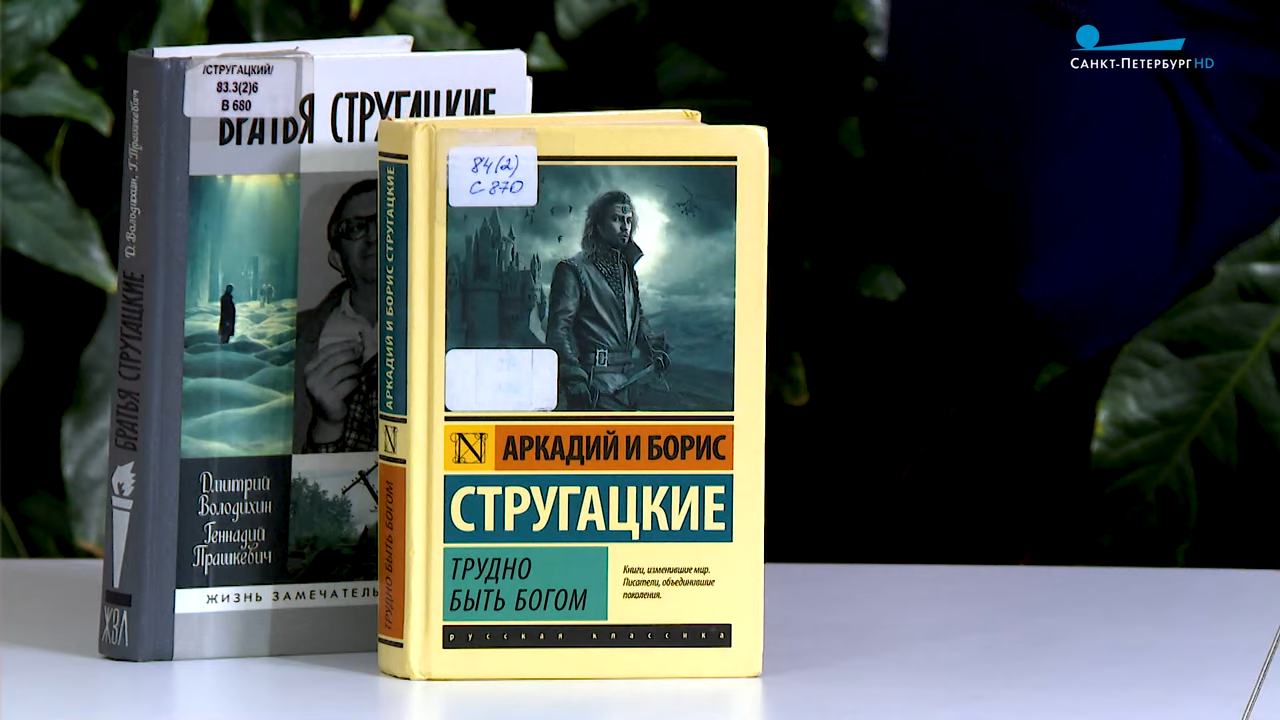 САНКТ-ПЕТЕРБУРГ HD
/СТРУГАЦКИЙ/
83.3(2)6
В 680
БРАТЬЯ СТРУГАЦКИЕ
Дмитрий
Володихин
Геннадий
Прашкевич
ЖИЗНЬ ЗАМЕЧАТЕЛЬ
Д. Володихин, Г. Прашкевич
БРАТЬЯ СТРУГАЦКИЕ
ЖЗЛ
АРКАДИЙ И БОРИС СТРУГАЦКИЕ
N
ТРУДНО БЫТЬ БОГОМ
84(2)
С 870
N
АРКАДИЙ И БОРИС
СТРУГАЦКИЕ
ТРУДНО
БЫТЬ БОГОМ
Книги, изменившие мир.
Писатели, объединившие
поколения.
русская классика